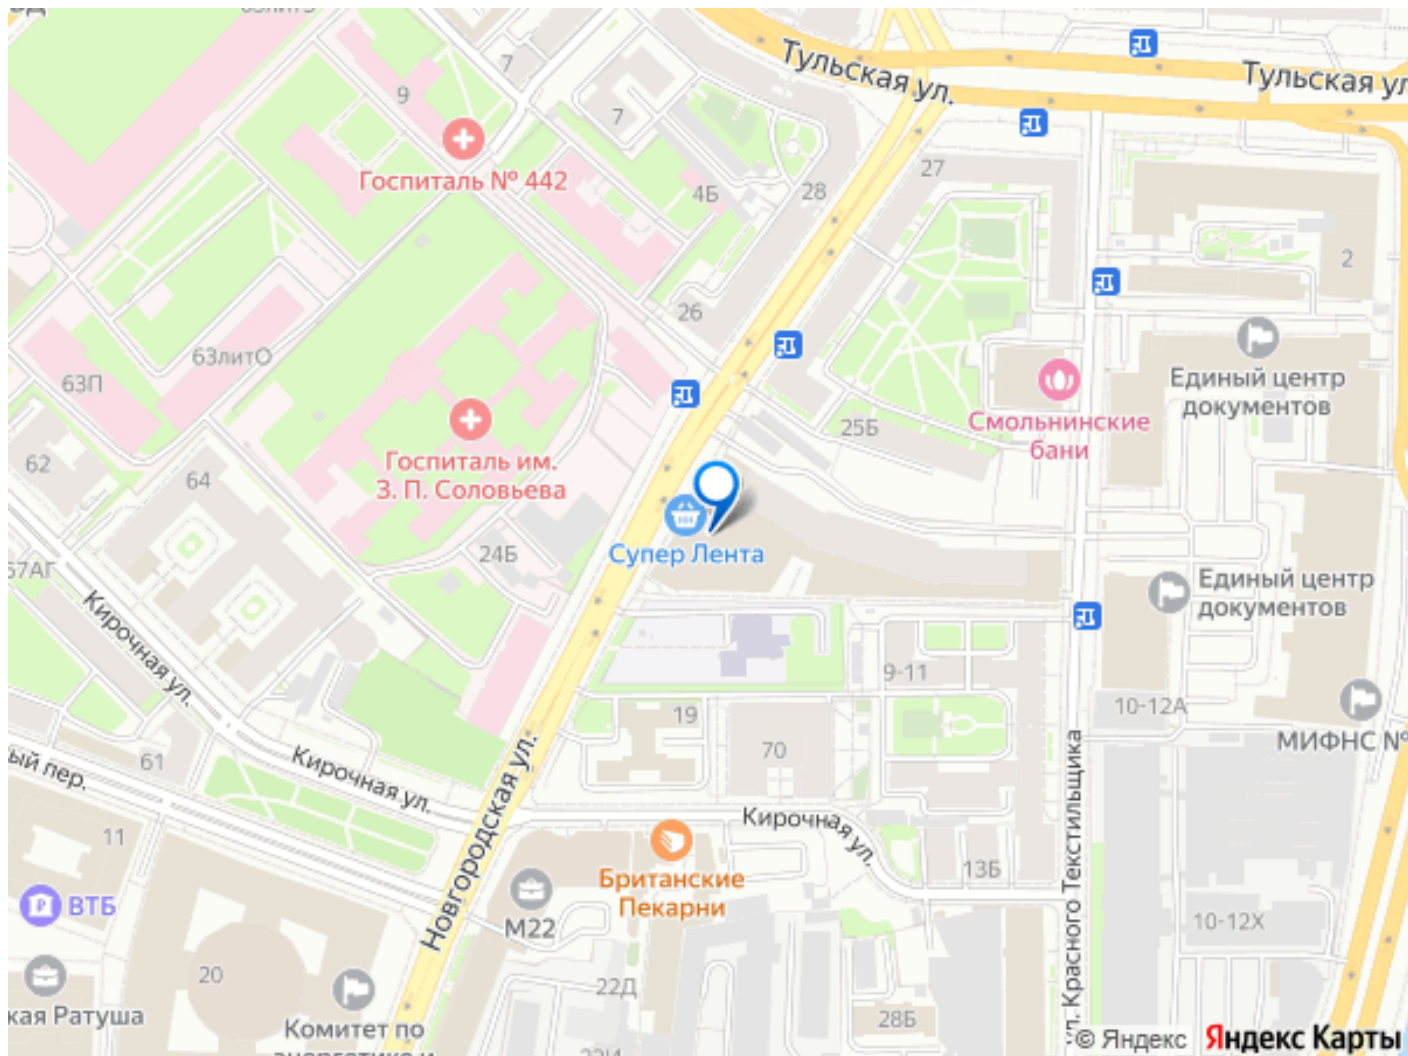 9
7
7
Госпиталь № 442
4Б
28
27
Тульская ул.
Тульская ул
2
26
63литО
63П
62
64
Госпиталь им.
З. П. Соловьева
24Б
25Б
Смольнинские
бани
Единый центр
документов
Супер Лента
Единый центр
документов
67АГ
Кирочная ул.
9-11
10-12А
19
70
МИФНС №
61
Кирочная ул.
ый пер.
11
Новгородская ул.
Кирочная ул.
13Б
ул. Красного Текстильщика
Британские
Пекарни
М22
ВТБ
10-12Х
20
22Д
28Б
кая Ратуша
Комитет по
© Яндекс
Яндекс Карты